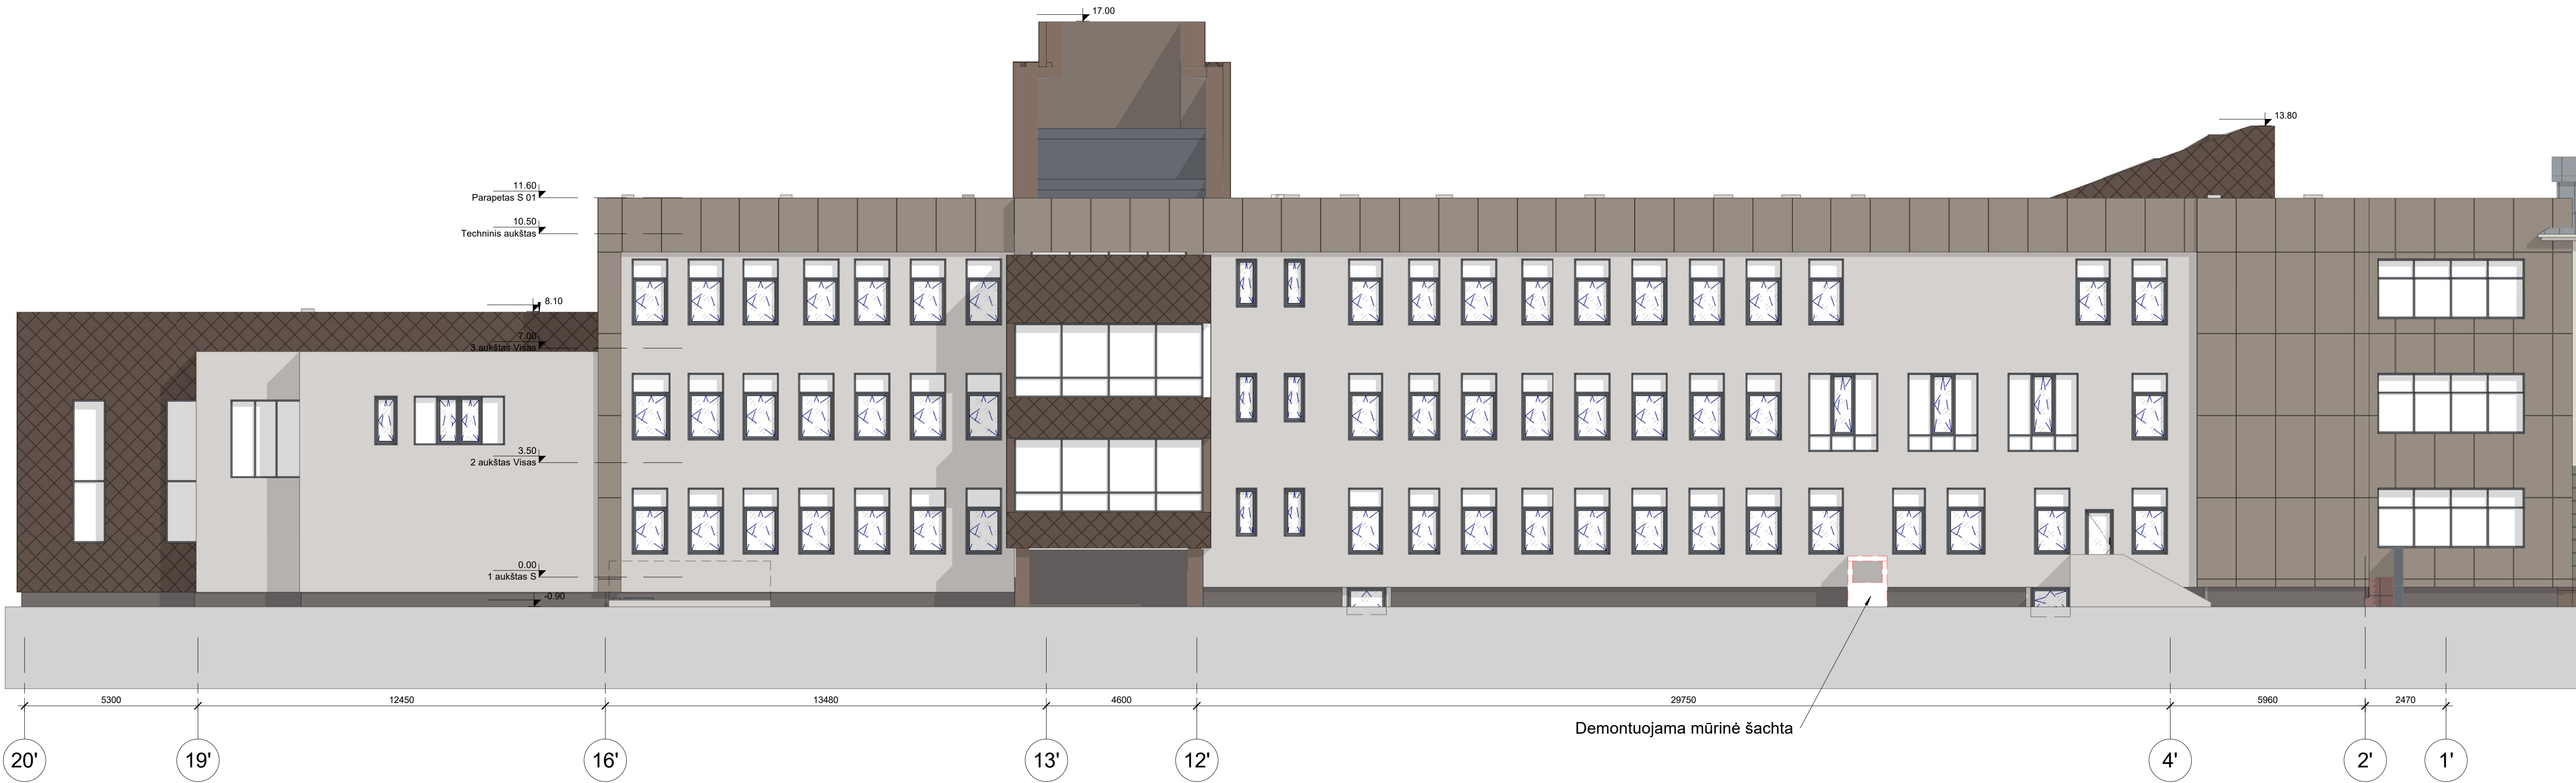 17.00
13.80
11.60
Parapetas S 01
10.50
Techninis aukštas
8.10
7.00
3 aukštas Visas
3.50
2 aukštas Visas
0.00
1 aukštas S
-0.90
5300 12450 13480 4600 29750 5960 2470
Demontuojama mūrinė šachta
20' 19' 16' 13' 12' 4' 2' 1'